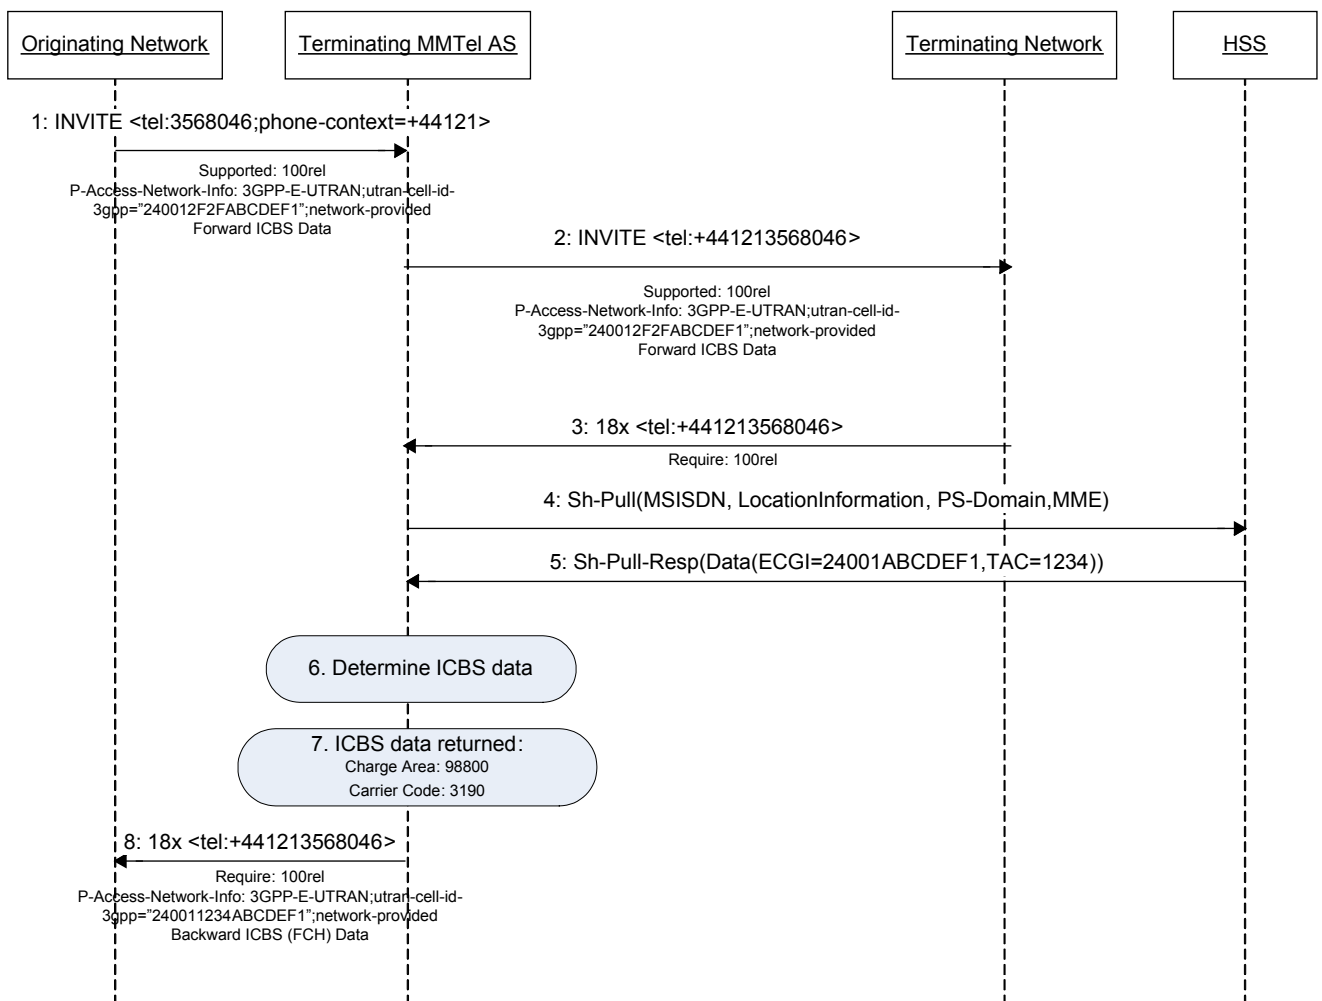 Originating Network
Terminating MMTel AS
Terminating Network
HSS
1: INVITE <tel:3568046;phone-context=+44121>
Supported: 100rel
P-Access-Network-Info: 3GPP-E-UTRAN;utran-cell-id-
3gpp=”240012F2FABCDEF1”;network-provided
Forward ICBS Data
2: INVITE <tel:+441213568046>
Supported: 100rel
P-Access-Network-Info: 3GPP-E-UTRAN;utran-cell-id-
3gpp=”240012F2FABCDEF1”;network-provided
Forward ICBS Data
3: 18x <tel:+441213568046>
Require: 100rel
4: Sh-Pull(MSISDN, LocationInformation, PS-Domain,MME)
5: Sh-Pull-Resp(Data(ECGI=24001ABCDEF1,TAC=1234))
6. Determine ICBS data
7. ICBS data returned:
Charge Area: 98800
Carrier Code: 3190
8: 18x <tel:+441213568046>
Require: 100rel
P-Access-Network-Info: 3GPP-E-UTRAN;utran-cell-id-
3gpp=”240011234ABCDEF1”;network-provided
Backward ICBS (FCH) Data